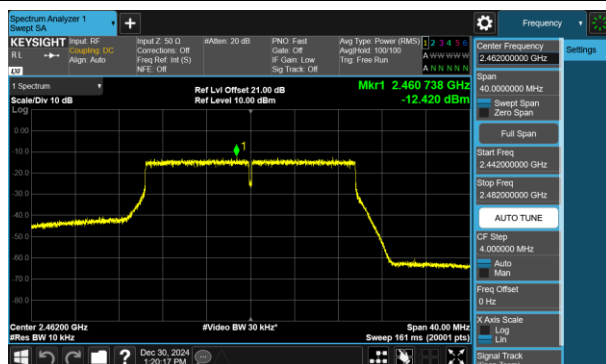 Spectrum Analyzer 1
Swept SA
Frequency
KEYSIGHT
Input: RF
Input Z: 50 Ω
#Atten: 20 dB
PNO: Fast
Avg Type: Power (RMS)
1 2 3 4 5 6
RL
Coupling: DC
Corrections: Off
Gate: Off
Avg|Hold: 100/100
A W W W W W
Align: Auto
Freq Ref: Int (S)
IF Gain: Low
Trig: Free Run
NFE: Off
Sig Track: Off
A N N N N N
LXI
Center Frequency
2.462000000 GHz
Settings
1 Spectrum
Ref Lvl Offset 21.00 dB
Mkr1 2.460 738 GHz
Scale/Div 10 dB
Ref Level 10.00 dBm
-12.420 dBm
Log
Span
40.0000000 MHz
Swept Span
Zero Span
Full Span
Start Freq
2.442000000 GHz
Stop Freq
2.482000000 GHz
AUTO TUNE
CF Step
4.000000 MHz
Auto
Man
Freq Offset
0 Hz
X Axis Scale
Log
Lin
Signal Track
1
0.00
-10.0
-20.0
-30.0
-40.0
-50.0
-60.0
-70.0
-80.0
Center 2.46200 GHz
#Video BW 30 kHz*
Span 40.00 MHz
#Res BW 10 kHz
Sweep 161 ms (20001 pts)
?
Dec 30, 2024
1:20:17 PM